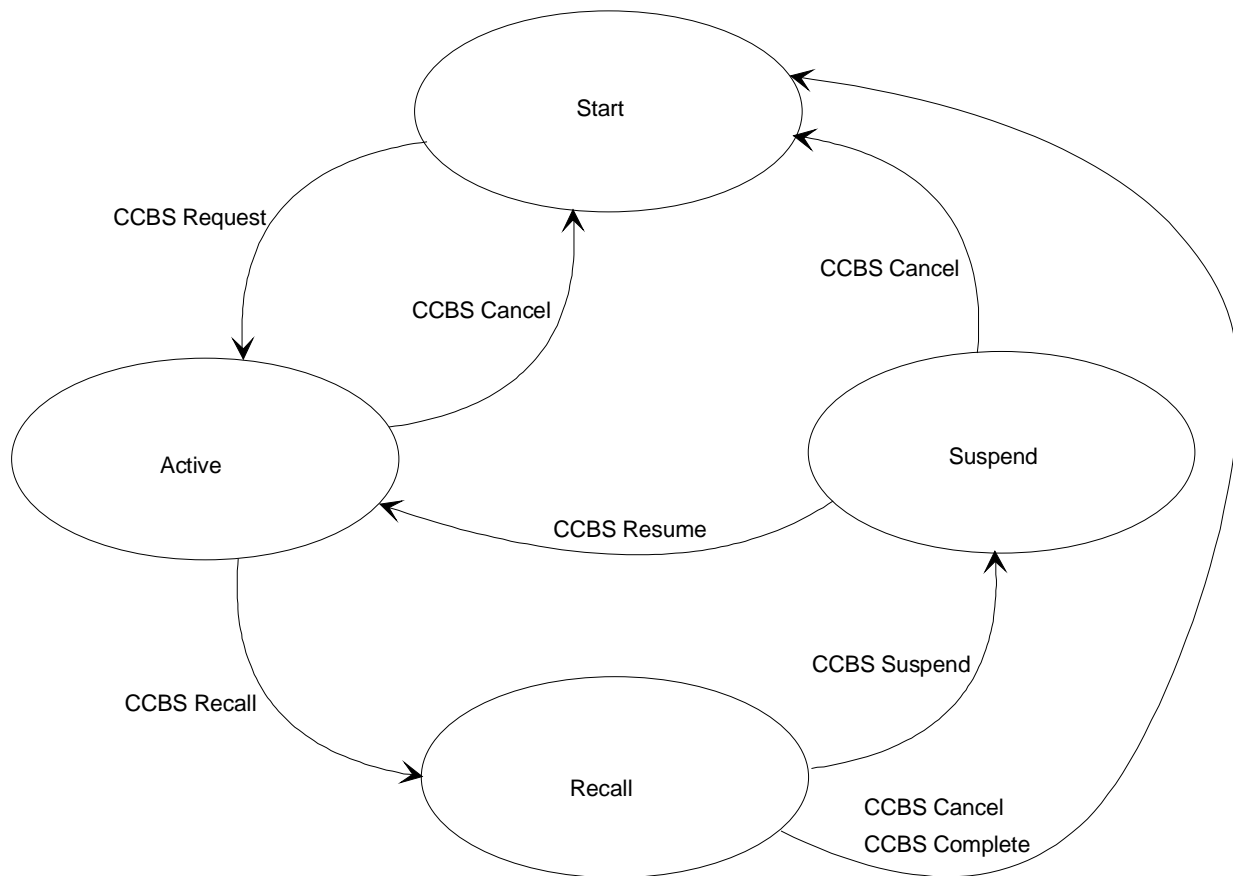 Start
CCBS Request
CCBS Cancel
CCBS Cancel
Active
Suspend
CCBS Resume
CCBS Suspend
CCBS Recall
Recall
CCBS Cancel
CCBS Complete